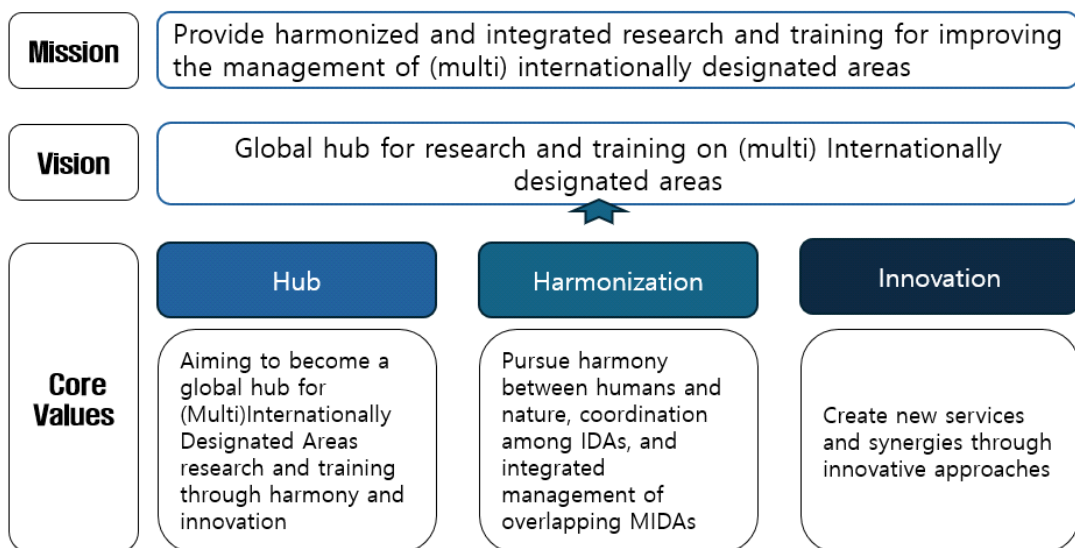 Mission
Provide harmonized and integrated research and training for improving
the management of (multi) internationally designated areas
Vision
Global hub for research and training on (multi) Internationally
designated areas
Core
Values
Hub
Aiming to become a
global hub for
(Multi)Internationally
Designated Areas
research and training
through harmony and
innovation
Harmonization
Pursue harmony
between humans and
nature, coordination
among IDAs, and
integrated
management of
overlapping MIDAs
Innovation
Create new services
and synergies through
innovative approaches